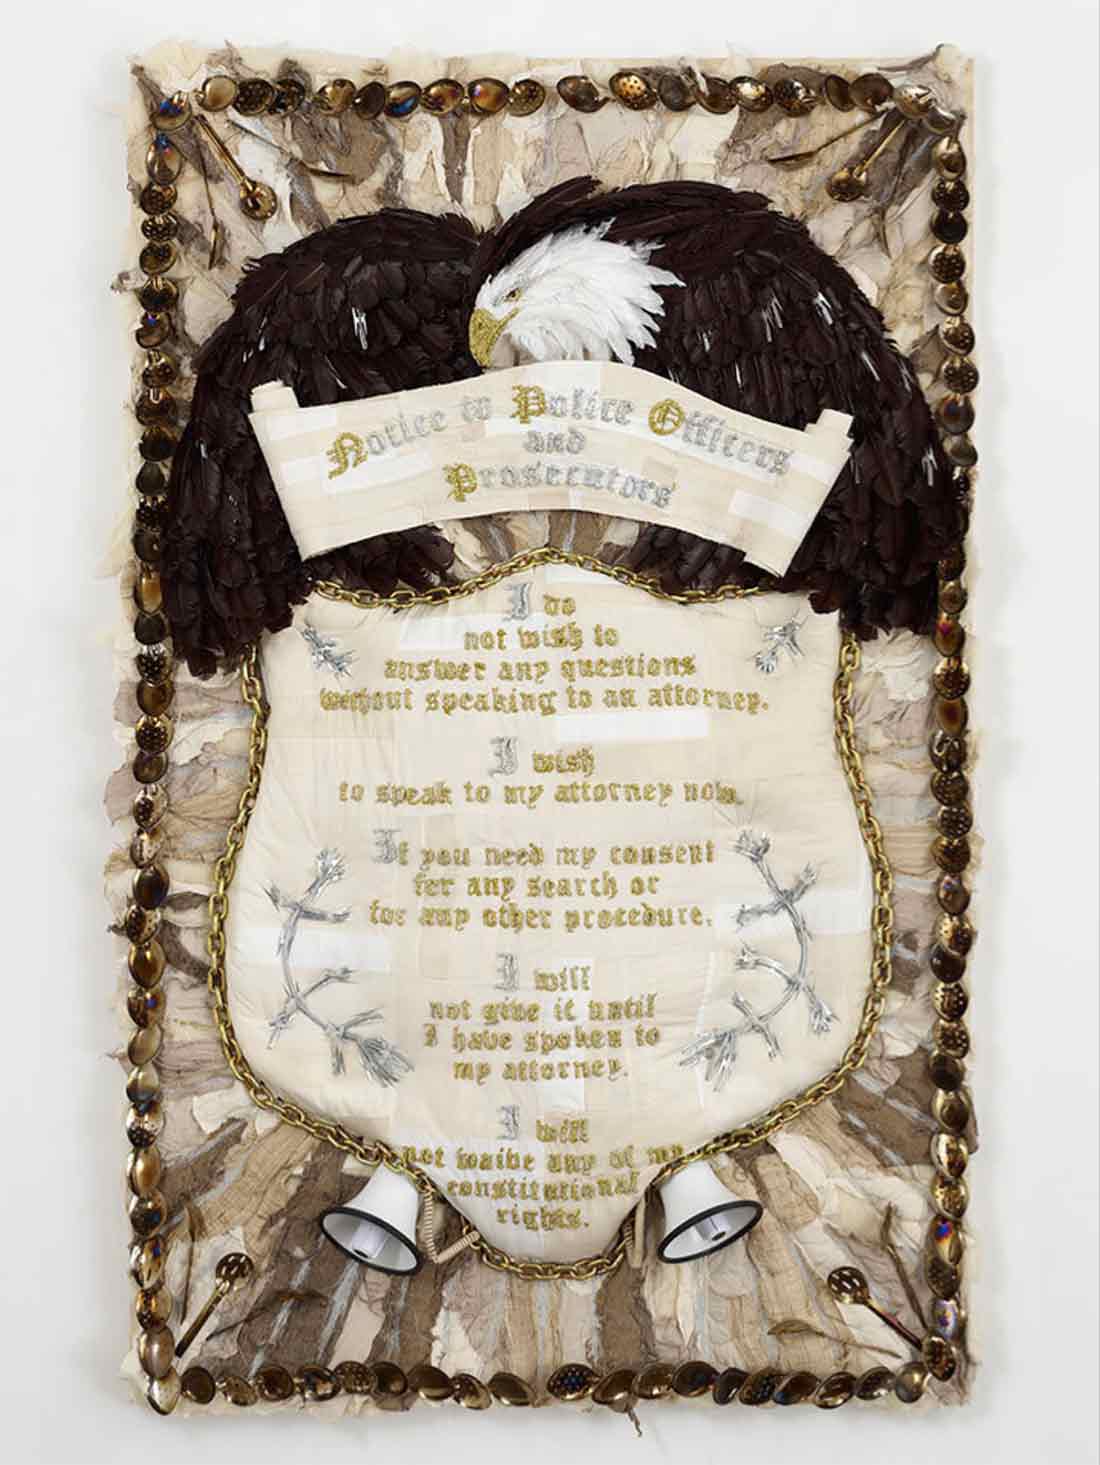 Notice to Police Officers
and
Prosecutors
I do
not wish to
answer any questions
without speaking to an attorney.
I wish
to speak to my attorney now.
If you need my consent
for any search or
for any other procedure.
I will
not give it until
I have spoken to
my attorney.
I will
not waive any of my
constitutional
rights.